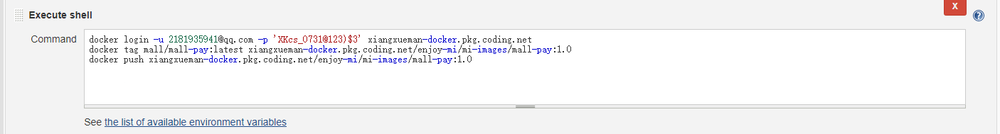 X
Execute shell
?
Command
docker login -u 2181935941@qq.com -p 'XKcs_0731@123)$3' xiangxueman-docker.pkg.coding.net
docker tag mall/mall-pay:latest xiangxueman-docker.pkg.coding.net/enjoy-mi/mi-images/mall-pay:1.0
docker push xiangxueman-docker.pkg.coding.net/enjoy-mi/mi-images/mall-pay:1.0
See the list of available environment variables